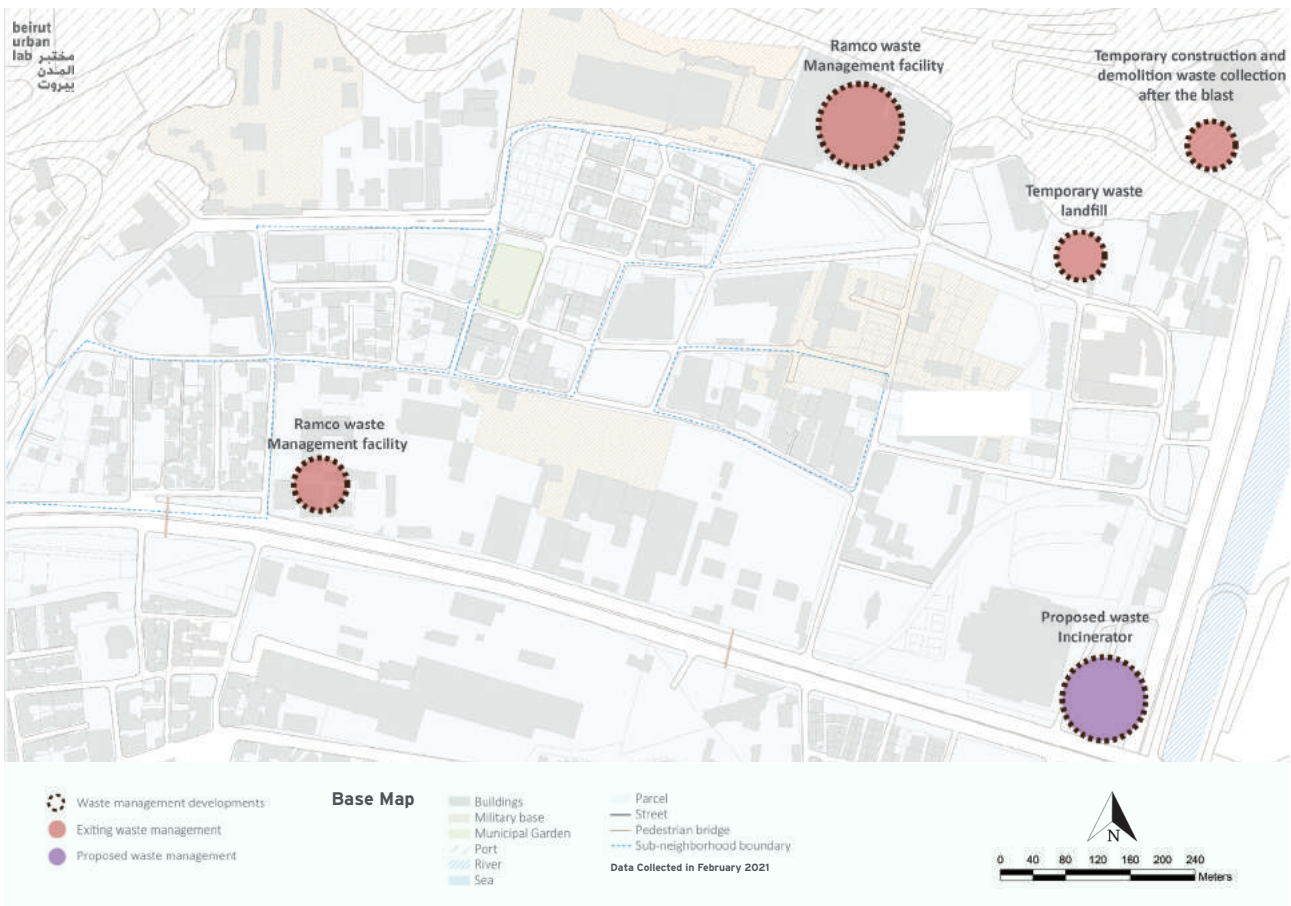 beirut
urban
lab مختبر
المدن
بيروت
Ramco waste
Management facility
Temporary construction and
demolition waste collection
after the blast
Temporary waste
landfill
Ramco waste
Management facility
Proposed waste
Incinerator
Waste management developments
Exiting waste management
Proposed waste management
Base Map
Buildings
Military base
Municipal Garden
Port
River
Sea
Parcel
Street
Pedestrian bridge
Sub-neighborhood boundary
Data Collected in February 2021
N
0 40 80 120 160 200 240
Meters